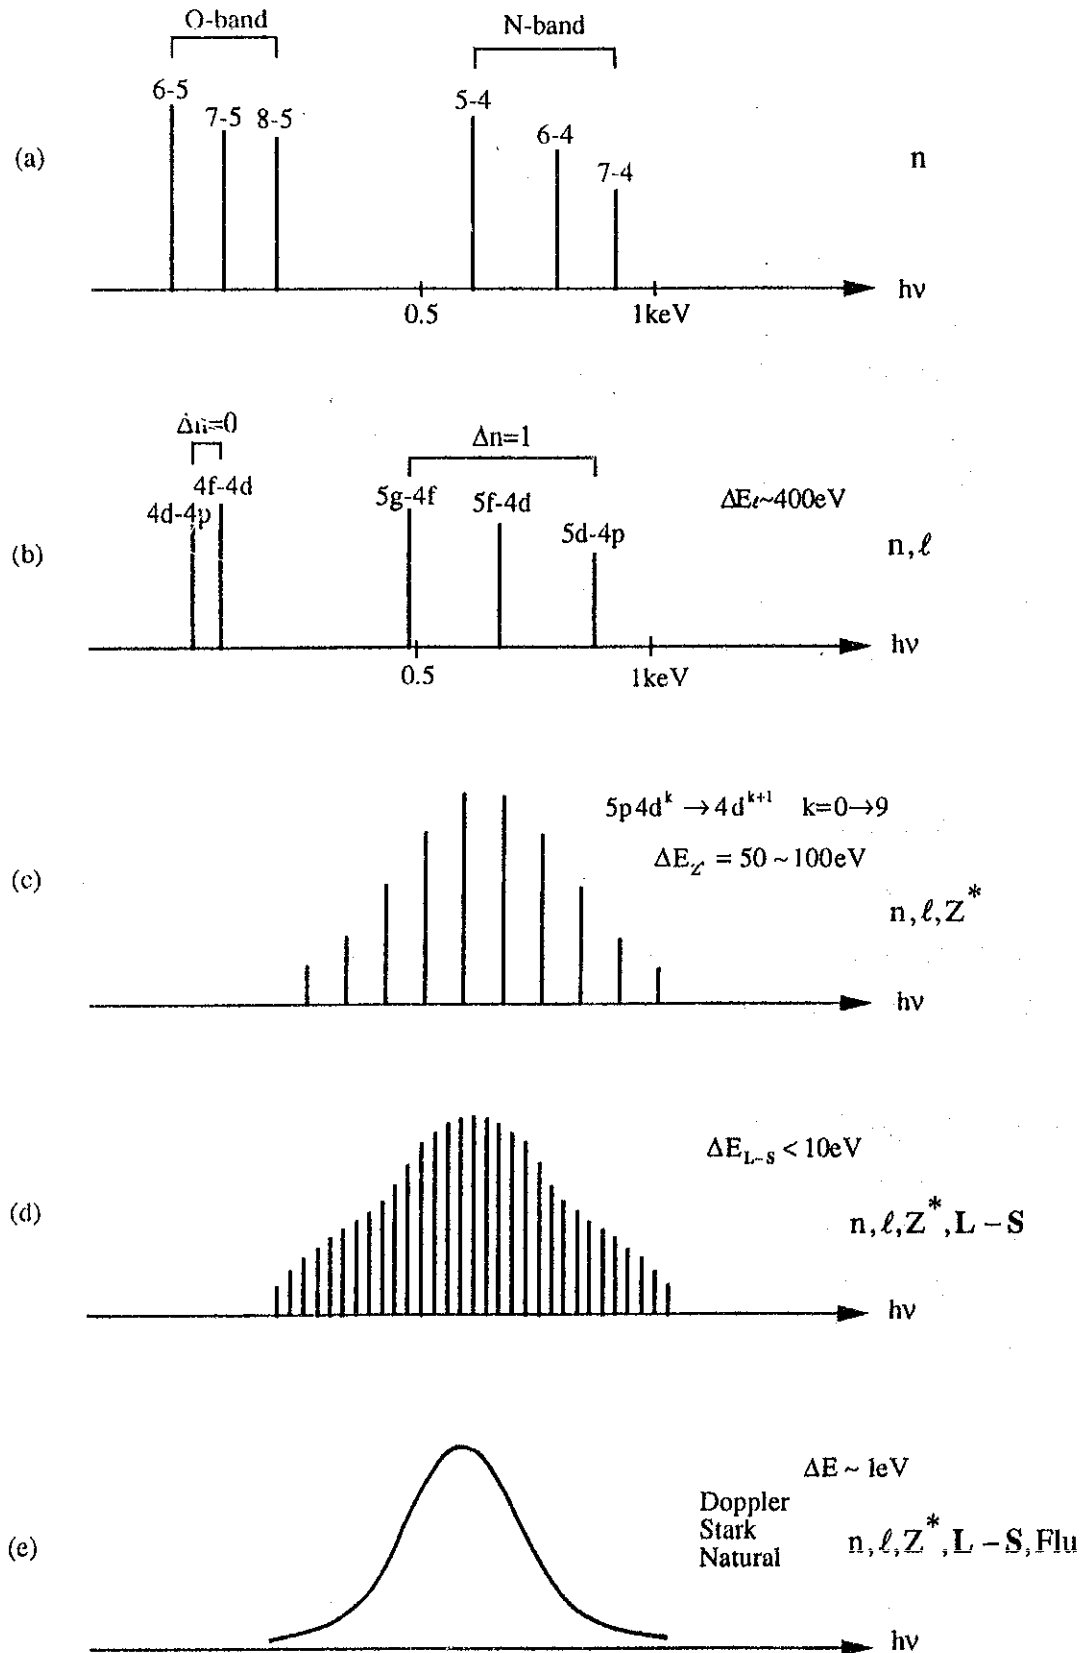 O-band
N-band
6-5
7-5 8-5
5-4
6-4
7-4
(a)
n
0.5
1keV
hν
Δn=0
Δn=1
4f-4d
4d-4p
5g-4f
5f-4d
5d-4p
ΔEℓ~400eV
(b)
n,ℓ
0.5
1keV
hν
5p4d^k → 4d^{k+1} k=0→9
ΔE_{Z*} = 50 ~ 100eV
(c)
n,ℓ,Z*
hν
ΔE_{L-S} < 10eV
(d)
n,ℓ,Z*,L – S
hν
ΔE ~ 1eV
Doppler
Stark
Natural
(e)
n,ℓ,Z*,L – S,Flu
hν